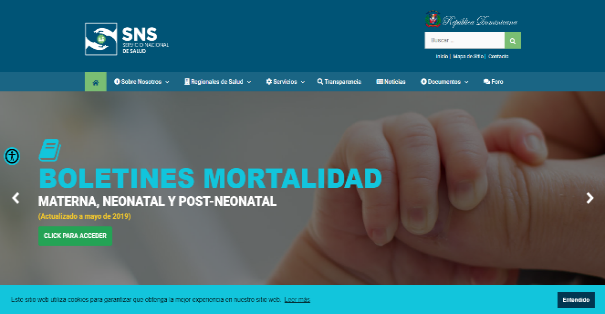 SNS
SERVICIO NACIONAL
DE SALUD
República Dominicana
Buscar...
Inicio | Mapa de Sitio | Contacto
Sobre Nosotros Regionales de Salud Servicios Transparencia Noticias Documentos Foro
BOLETINES MORTALIDAD
MATERNA, NEONATAL Y POST-NEONATAL
(Actualizado a mayo de 2019)
CLICK PARA ACCEDER
Este sitio web utiliza cookies para garantizar que obtenga la mejor experiencia en nuestro sitio web. Leer más
Entendido